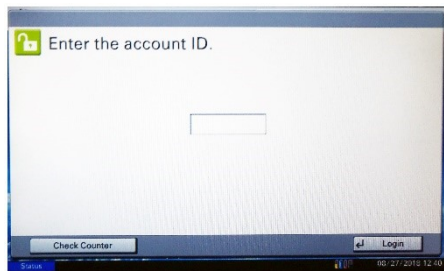 Enter the account ID.
Check Counter
Login
Status
08/27/2018 12:40